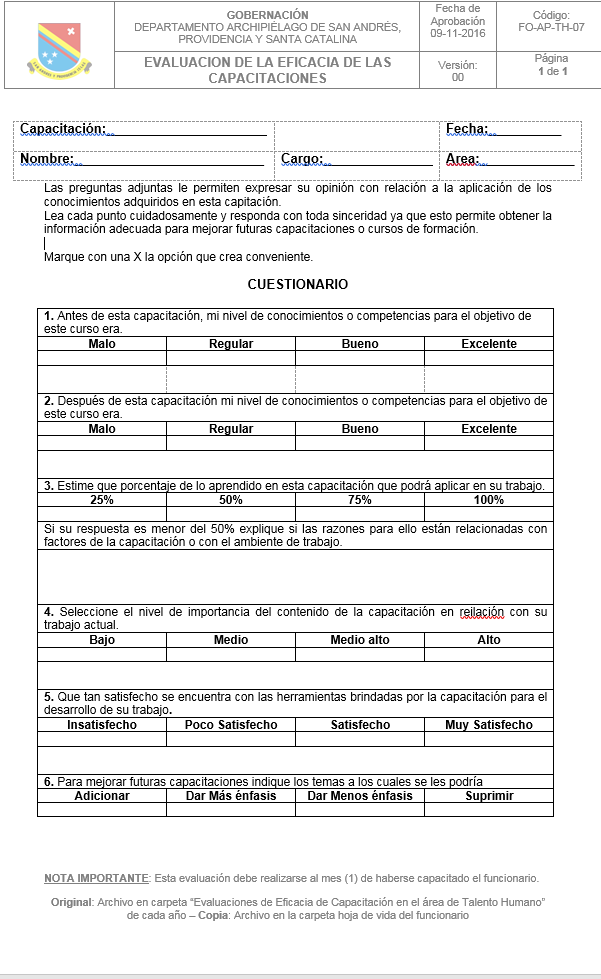 GOBERNACIÓN
DEPARTAMENTO ARCHIPIÉLAGO DE SAN ANDRÉS,
PROVIDENCIA Y SANTA CATALINA
EVALUACION DE LA EFICACIA DE LAS
CAPACITACIONES
Fecha de
Aprobación
09-11-2016
Código:
FO-AP-TH-07
Versión:
00
Página
1 de 1
Capacitación: Fecha:
Nombre: Cargo: Area:
Las preguntas adjuntas le permiten expresar su opinión con relación a la aplicación de los
conocimientos adquiridos en esta capitación.
Lea cada punto cuidadosamente y responda con toda sinceridad ya que esto permite obtener la
información adecuada para mejorar futuras capacitaciones o cursos de formación.
Marque con una X la opción que crea conveniente.
CUESTIONARIO
1. Antes de esta capacitación, mi nivel de conocimientos o competencias para el objetivo de
este curso era.
Malo Regular Bueno Excelente
2. Después de esta capacitación mi nivel de conocimientos o competencias para el objetivo de
este curso era.
Malo Regular Bueno Excelente
3. Estime que porcentaje de lo aprendido en esta capacitación que podrá aplicar en su trabajo.
25% 50% 75% 100%
Si su respuesta es menor del 50% explique si las razones para ello están relacionadas con
factores de la capacitación o con el ambiente de trabajo.
4. Seleccione el nivel de importancia del contenido de la capacitación en reilación con su
trabajo actual.
Bajo Medio Medio alto Alto
5. Que tan satisfecho se encuentra con las herramientas brindadas por la capacitación para el
desarrollo de su trabajo.
Insatisfecho Poco Satisfecho Satisfecho Muy Satisfecho
6. Para mejorar futuras capacitaciones indique los temas a los cuales se les podría
Adicionar Dar Más énfasis Dar Menos énfasis Suprimir
NOTA IMPORTANTE: Esta evaluación debe realizarse al mes (1) de haberse capacitado el funcionario.
Original: Archivo en carpeta “Evaluaciones de Eficacia de Capacitación en el área de Talento Humano”
de cada año – Copia: Archivo en la carpeta hoja de vida del funcionario